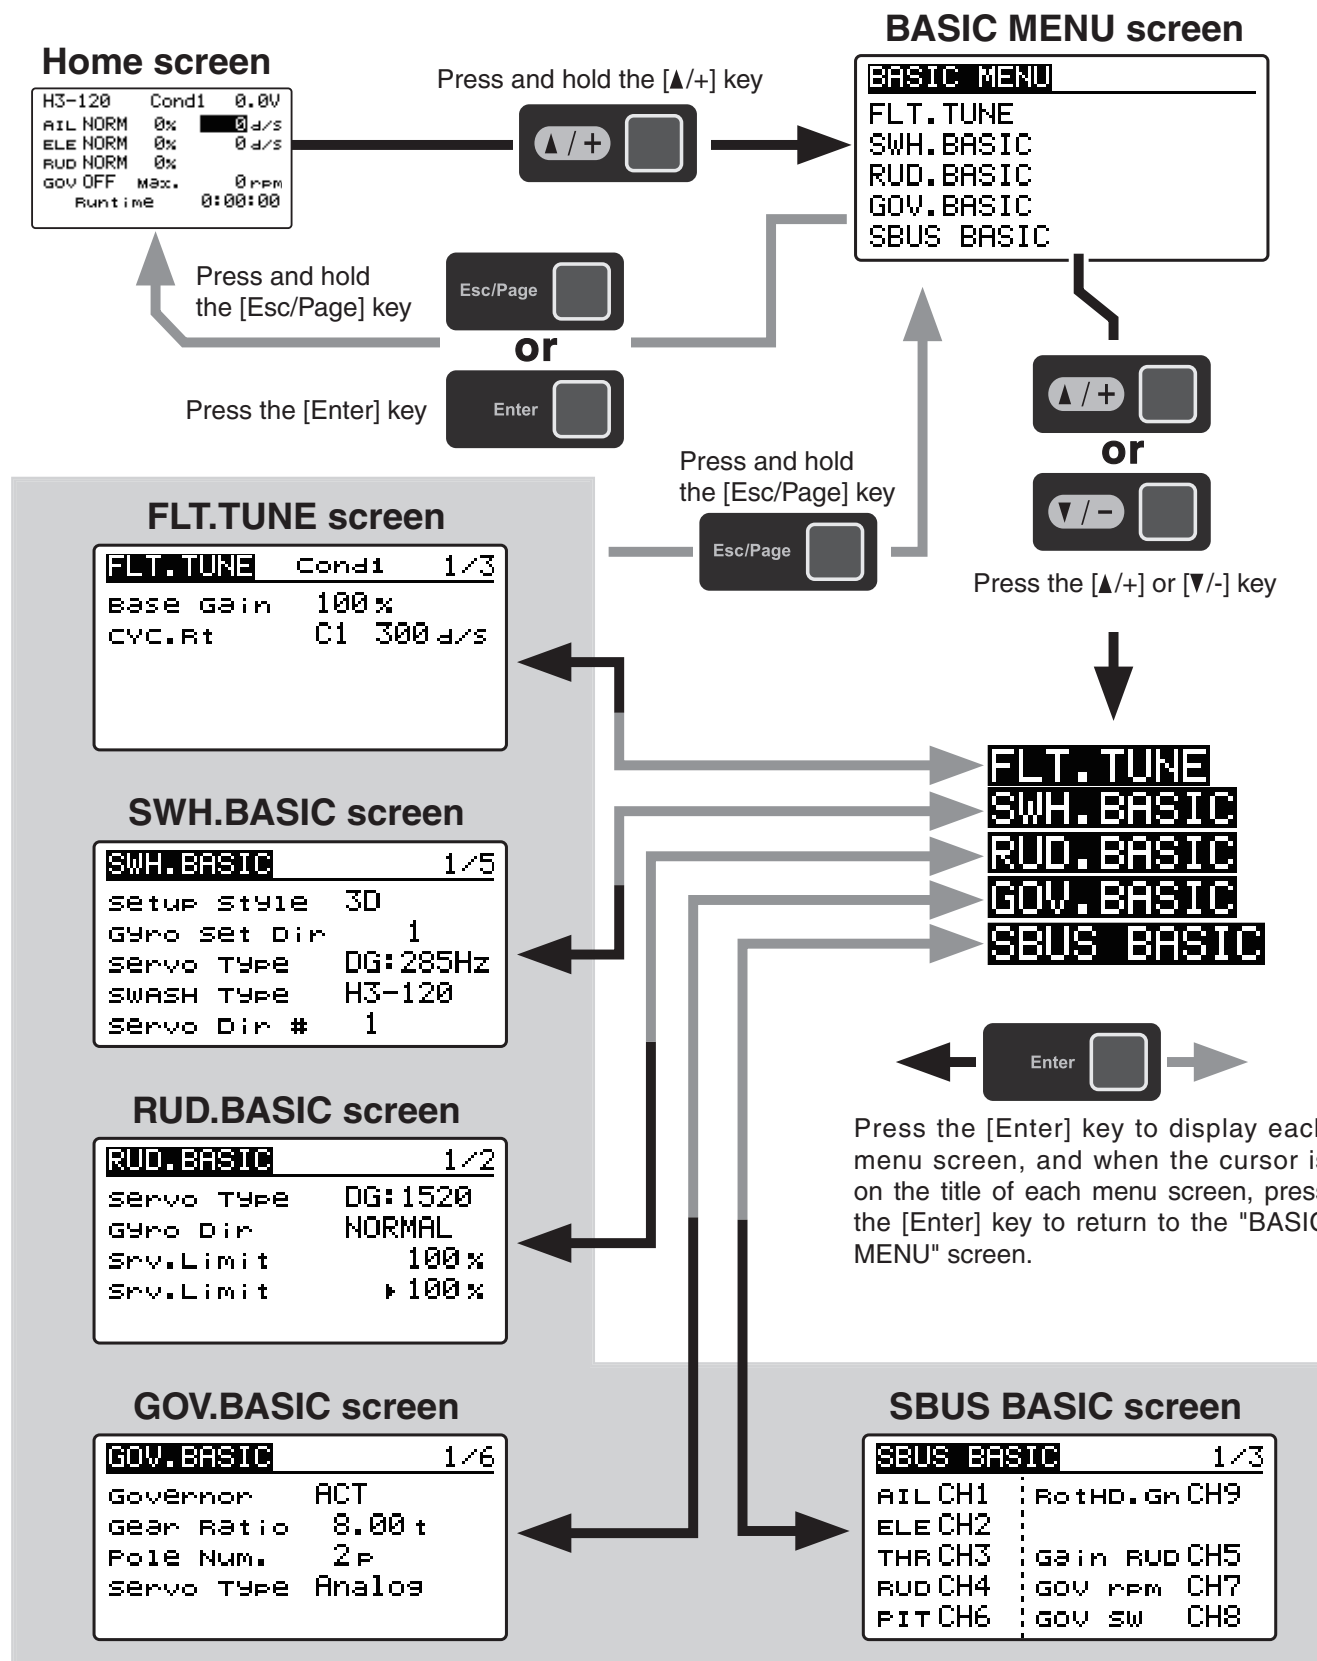 BASIC MENU screen
Home screen
Press and hold the [▲/+] key
H3-120 Cond1 0.0V
AIL NORM 0% 0 d/s
ELE NORM 0% 0 d/s
RUD NORM 0%
GOV OFF Max. 0 rpm
Runtime 0:00:00
▲/+
BASIC MENU
FLT.TUNE
SWH.BASIC
RUD.BASIC
GOV.BASIC
SBUS BASIC
Press and hold
the [Esc/Page] key
Esc/Page
or
Press the [Enter] key
Enter
▲/+
or
▼/-
Press the [▲/+] or [▼/-] key
Press and hold
the [Esc/Page] key
Esc/Page
FLT.TUNE screen
FLT.TUNE Cond1 1/3
Base Gain 100%
CYC.Rt C1 300 d/s
FLT.TUNE
SWH.BASIC
RUD.BASIC
GOV.BASIC
SBUS BASIC
SWH.BASIC screen
SWH.BASIC 1/5
Setup Style 3D
Gyro Set Dir 1
Servo Type DG:285Hz
SWASH Type H3-120
Servo Dir # 1
Enter
Press the [Enter] key to display each
menu screen, and when the cursor is
on the title of each menu screen, press
the [Enter] key to return to the "BASIC
MENU" screen.
RUD.BASIC screen
RUD.BASIC 1/2
Servo Type DG:1520
Gyro Dir NORMAL
Srv.Limit 100%
Srv.Limit ▸100%
GOV.BASIC screen
GOV.BASIC 1/6
Governor ACT
Gear Ratio 8.00 t
Pole Num. 2 P
Servo Type Analog
SBUS BASIC screen
SBUS BASIC 1/3
AIL CH1 RotHD.Gn CH9
ELE CH2
THR CH3 Gain RUD CH5
RUD CH4 GOV rpm CH7
PIT CH6 GOV SW CH8